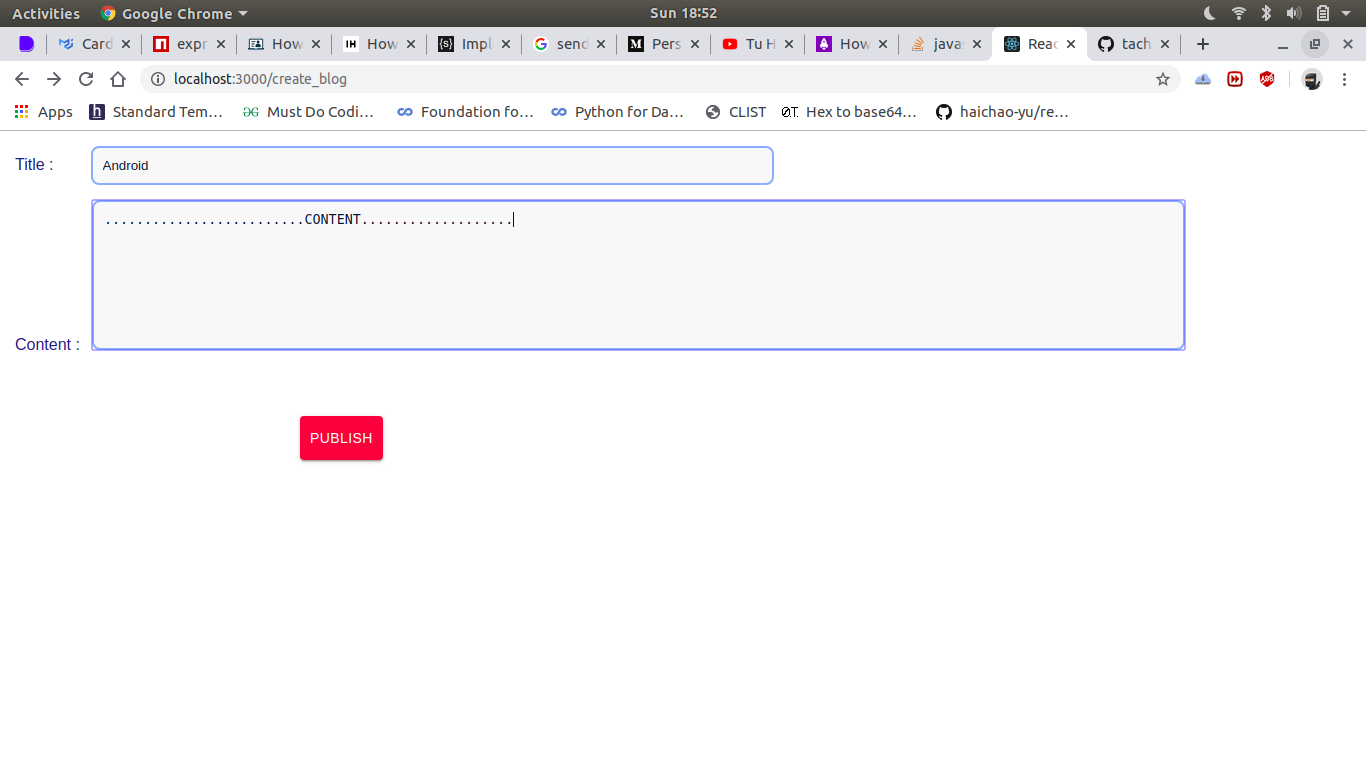 Activities Google Chrome Sun 18:52
Card expr How How {S} Impl send M Pers Tu H How java Reac tach
localhost:3000/create_blog ADB
Apps h Standard Tem… Must Do Codi… Foundation fo… Python for Da… CLIST Hex to base64… haichao-yu/re…
Title : Android
.........................CONTENT...................
Content :
PUBLISH